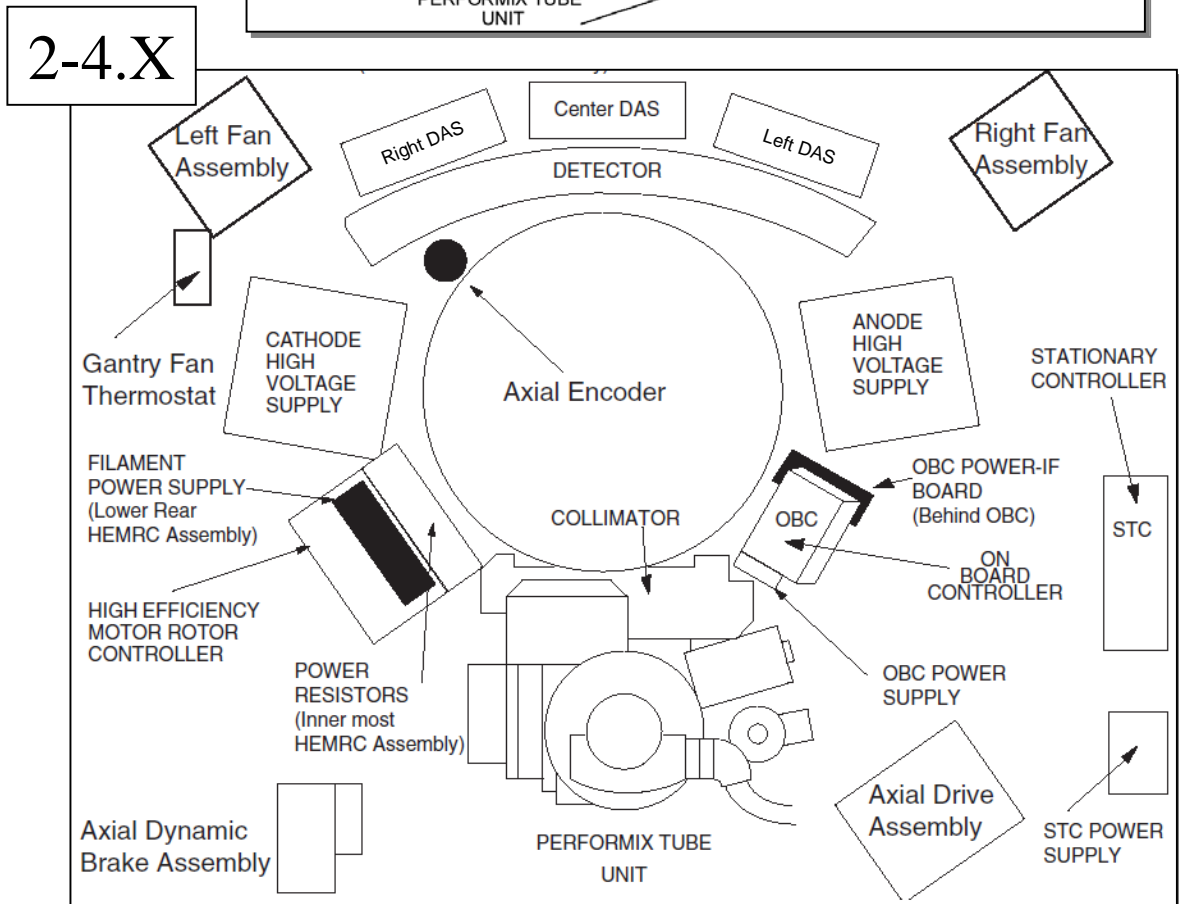 PERFORMIX TUBE
UNIT
2-4.X
Left Fan
Assembly
Right DAS
Center DAS
Left DAS
Right Fan
Assembly
DETECTOR
CATHODE
HIGH
VOLTAGE
SUPPLY
ANODE
HIGH
VOLTAGE
SUPPLY
Gantry Fan
Thermostat
Axial Encoder
STATIONARY
CONTROLLER
FILAMENT
POWER SUPPLY
(Lower Rear
HEMRC Assembly)
COLLIMATOR
OBC
OBC POWER-IF
BOARD
(Behind OBC)
STC
ON
BOARD
CONTROLLER
HIGH EFFICIENCY
MOTOR ROTOR
CONTROLLER
POWER
RESISTORS
(Inner most
HEMRC Assembly)
OBC POWER
SUPPLY
Axial Dynamic
Brake Assembly
PERFORMIX TUBE
UNIT
Axial Drive
Assembly
STC POWER
SUPPLY